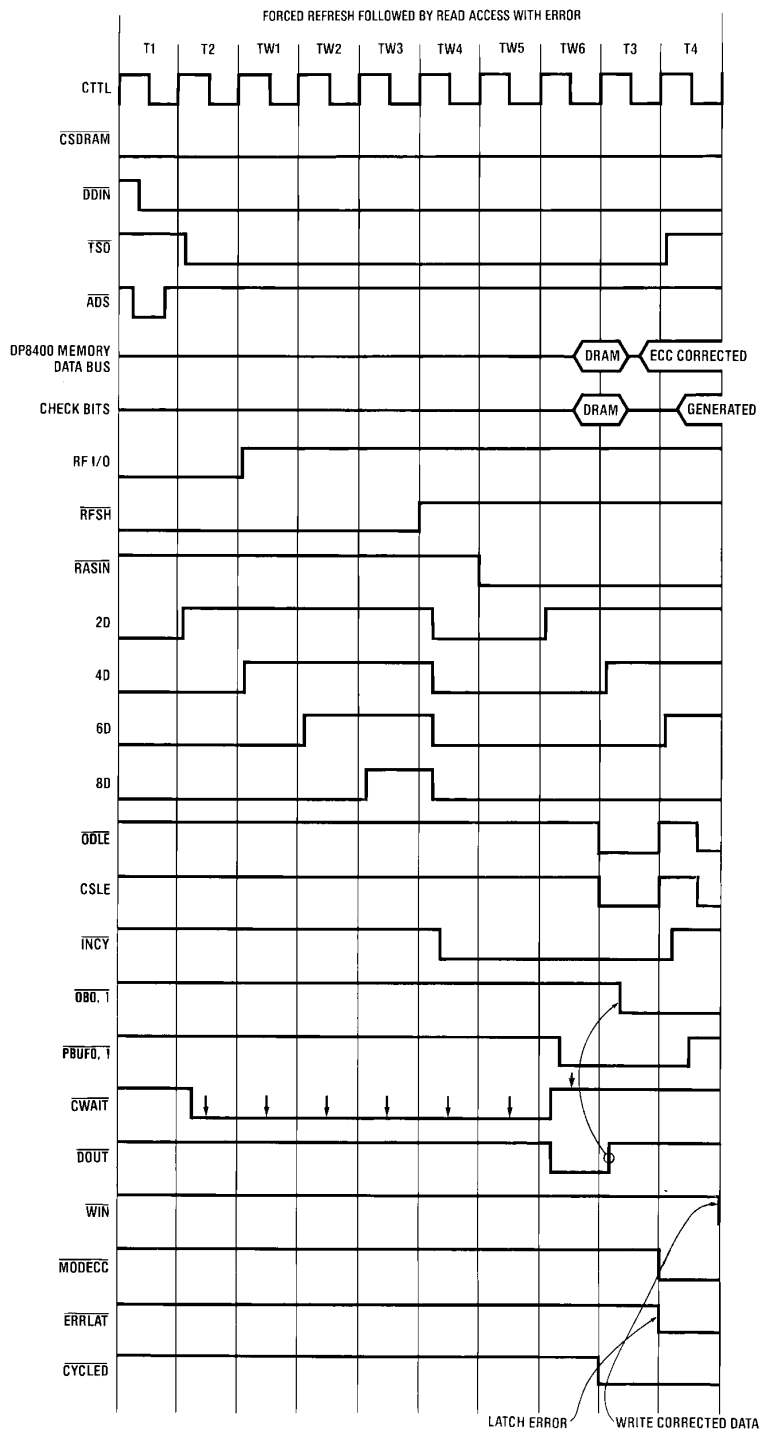 FORCED REFRESH FOLLOWED BY READ ACCESS WITH ERROR
T1 T2 TW1 TW2 TW3 TW4 TW5 TW6 T3 T4
CTTL
CSDRAM
DDIN
TSO
ADS
DP8400 MEMORY
DATA BUS
DRAM ECC CORRECTED
CHECK BITS
DRAM GENERATED
RF I/O
RFSH
RASIN
2D
4D
6D
8D
ODLE
CSLE
INCY
OB0, 1
PBUF0, 1
CWAIT
DOUT
WIN
MODECC
ERRLAT
CYCLED
LATCH ERROR WRITE CORRECTED DATA